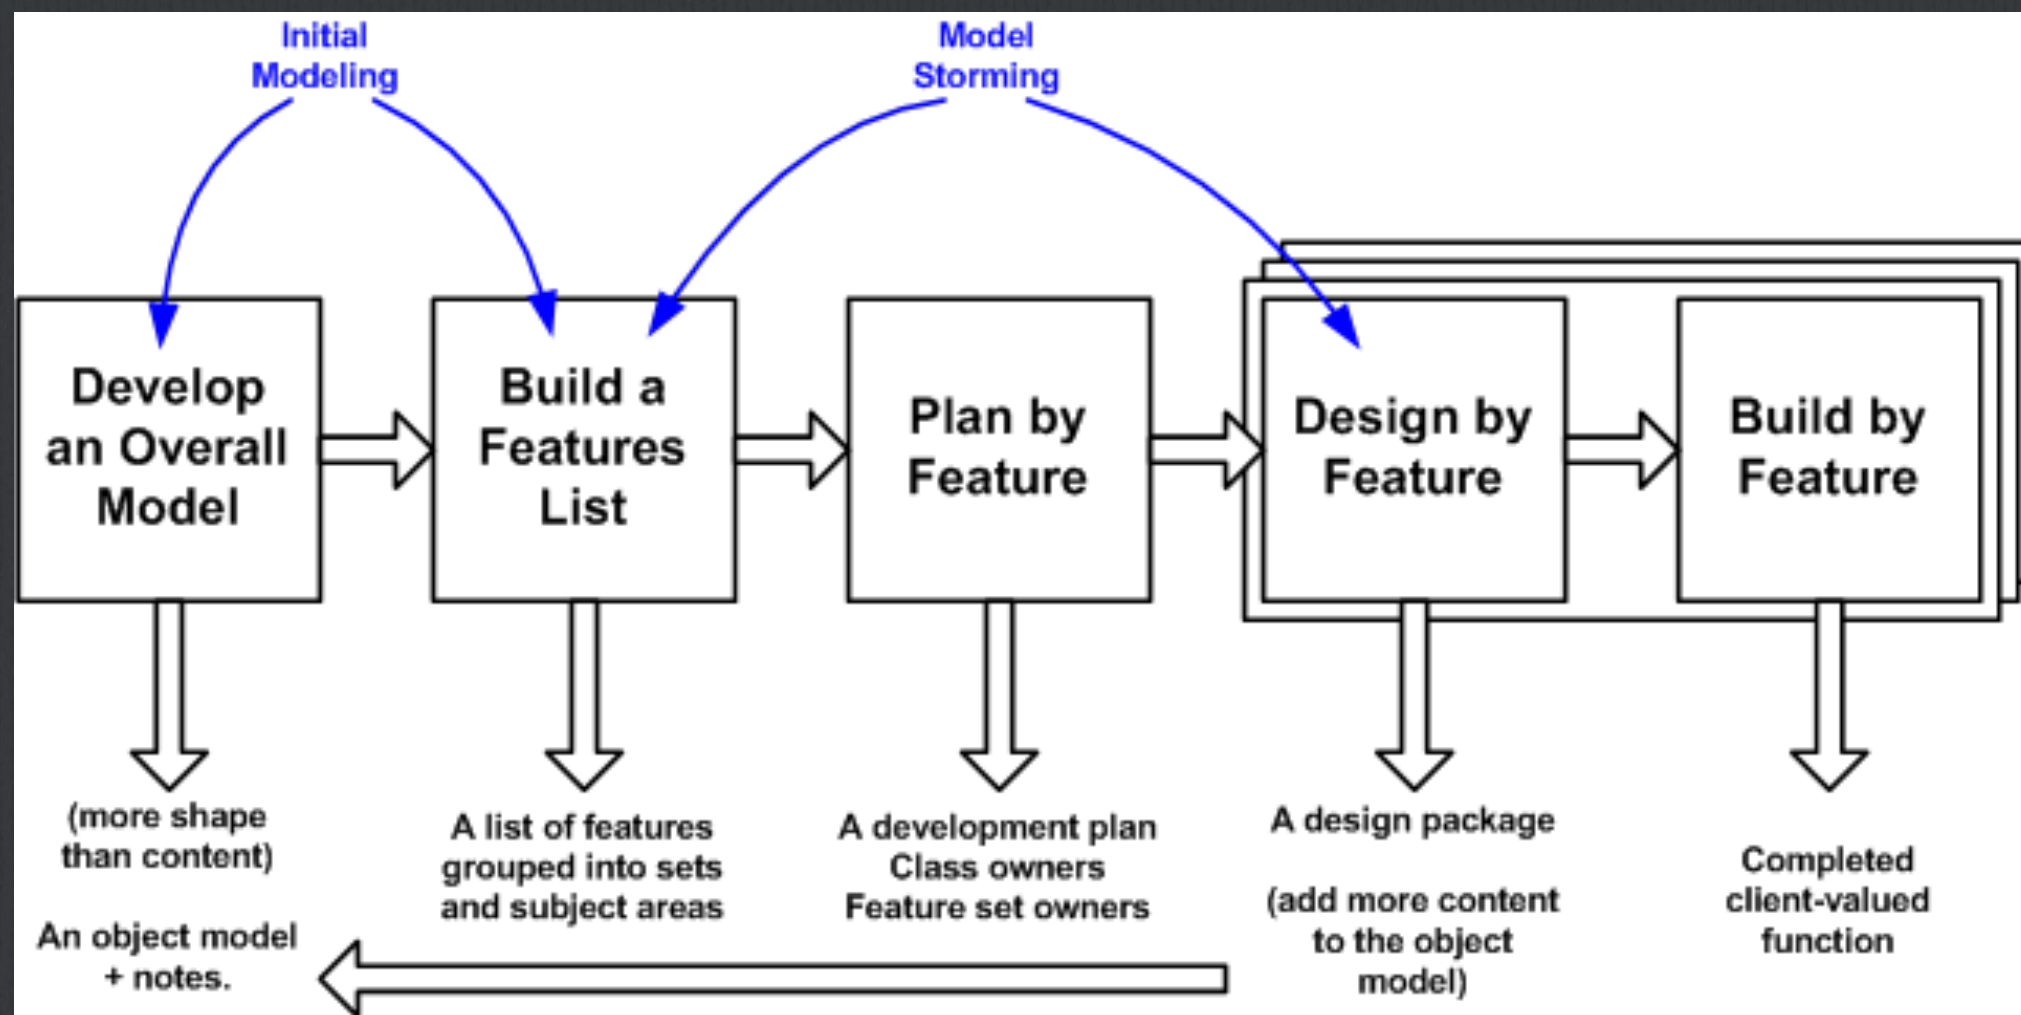 Initial
Modeling
Model
Storming
Develop
an Overall
Model
Build a
Features
List
Plan by
Feature
Design by
Feature
Build by
Feature
(more shape
than content)
An object model
+ notes.
A list of features
grouped into sets
and subject areas
A development plan
Class owners
Feature set owners
A design package
(add more content
to the object
model)
Completed
client-valued
function